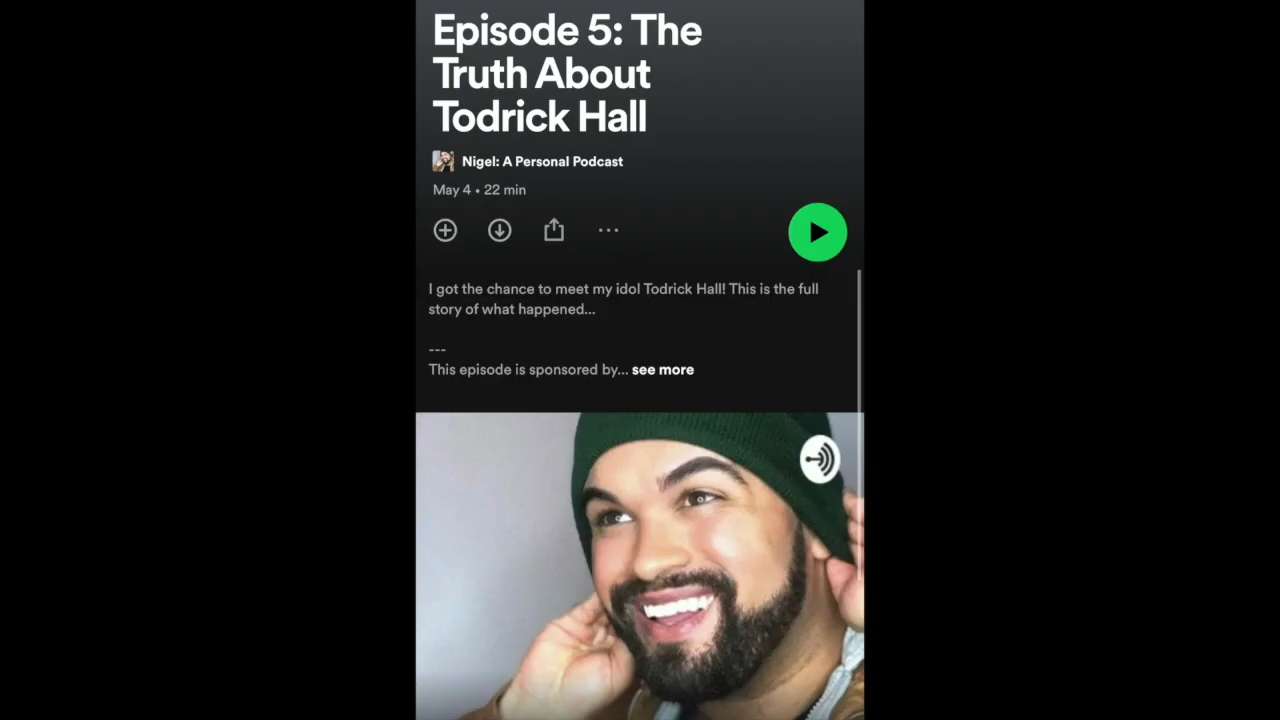 Episode 5: The
Truth About
Todrick Hall
Nigel: A Personal Podcast
May 4 • 22 min
I got the chance to meet my idol Todrick Hall! This is the full
story of what happened...
---
This episode is sponsored by... see more